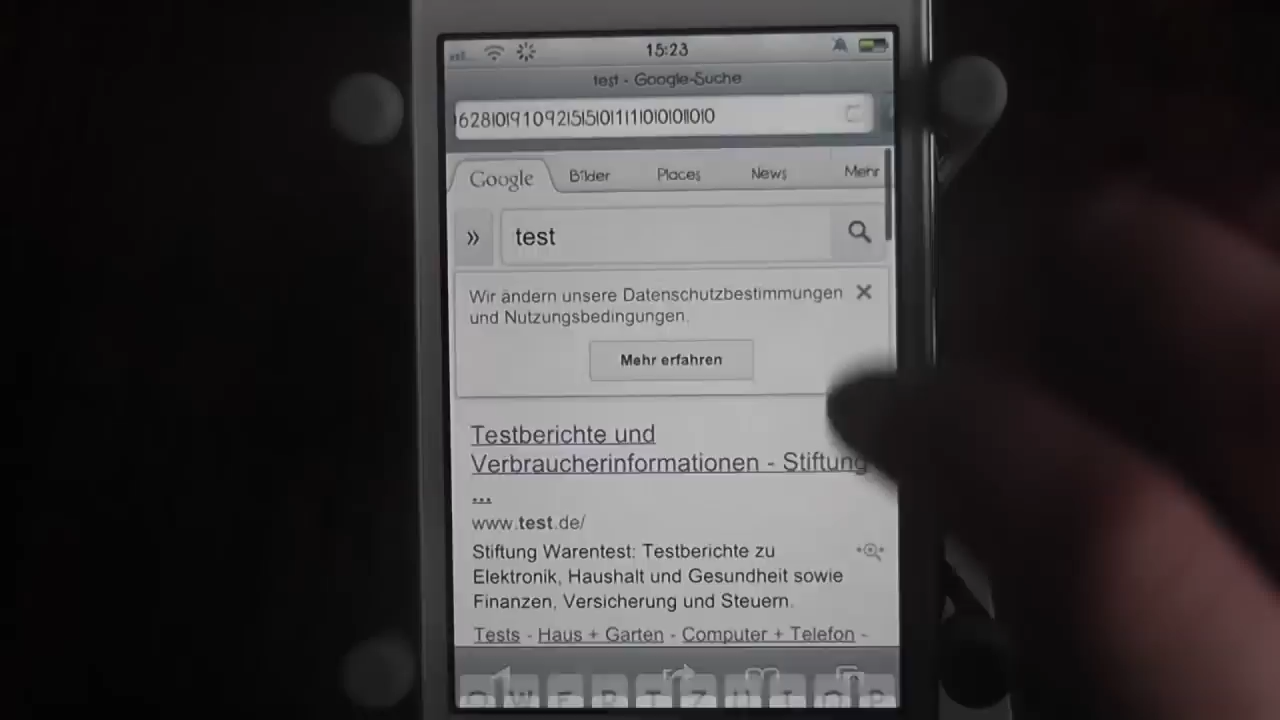 15:23
test - Google-Suche
Google Bilder Places News Mehr
» test
Wir ändern unsere Datenschutzbestimmungen
und Nutzungsbedingungen.
Mehr erfahren
Testberichte und
Verbraucherinformationen - Stiftung
...
www.test.de/
Stiftung Warentest: Testberichte zu
Elektronik, Haushalt und Gesundheit sowie
Finanzen, Versicherung und Steuern.
Tests - Haus + Garten - Computer + Telefon -
Q W E R T Z U I O P